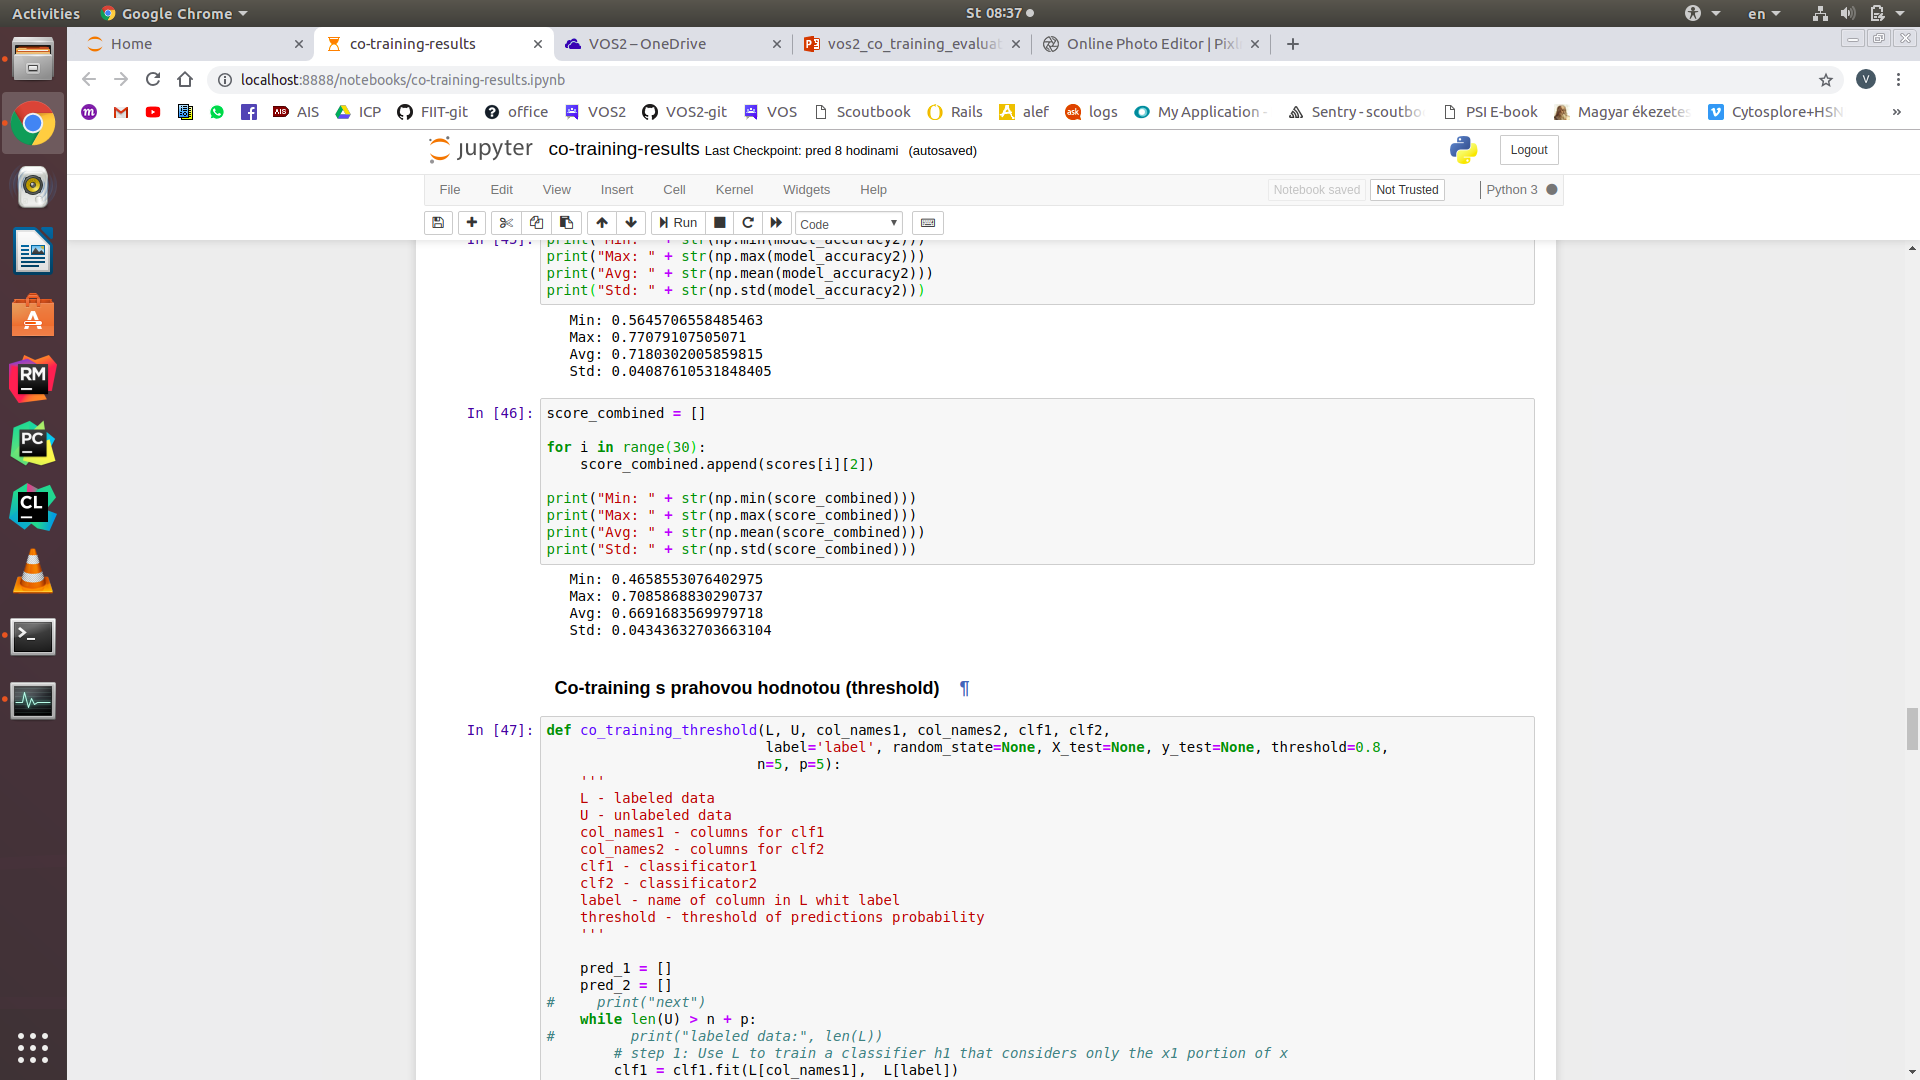 Activities
Google Chrome
St 08:37
en
Home
co-training-results
VOS2 – OneDrive
vos2_co_training_evaluat
Online Photo Editor | Pixl
localhost:8888/notebooks/co-training-results.ipynb
V
AIS
ICP
FIIT-git
office
VOS2
VOS2-git
VOS
Scoutbook
Rails
alef
logs
My Application -
Sentry - scoutbo
PSI E-book
Magyar ékezetes
Cytosplore+HSN
»
jupyter
co-training-results Last Checkpoint: pred 8 hodinami (autosaved)
Logout
File
Edit
View
Insert
Cell
Kernel
Widgets
Help
Notebook saved
Not Trusted
Python 3
Run
Code
In [45]:
print("Min: " + str(np.min(model_accuracy2)))
print("Max: " + str(np.max(model_accuracy2)))
print("Avg: " + str(np.mean(model_accuracy2)))
print("Std: " + str(np.std(model_accuracy2)))
Min: 0.5645706558485463
Max: 0.77079107505071
Avg: 0.7180302005859815
Std: 0.04087610531848405
In [46]:
score_combined = []
for i in range(30):
    score_combined.append(scores[i][2])
print("Min: " + str(np.min(score_combined)))
print("Max: " + str(np.max(score_combined)))
print("Avg: " + str(np.mean(score_combined)))
print("Std: " + str(np.std(score_combined)))
Min: 0.4658553076402975
Max: 0.7085868830290737
Avg: 0.6691683569979718
Std: 0.04343632703663104
Co-training s prahovou hodnotou (threshold) ¶
In [47]:
def co_training_threshold(L, U, col_names1, col_names2, clf1, clf2,
label='label', random_state=None, X_test=None, y_test=None, threshold=0.8,
n=5, p=5):
'''
L - labeled data
U - unlabeled data
col_names1 - columns for clf1
col_names2 - columns for clf2
clf1 - classificator1
clf2 - classificator2
label - name of column in L whit label
threshold - threshold of predictions probability
'''
pred_1 = []
pred_2 = []
#     print("next")
while len(U) > n + p:
#         print("labeled data:", len(L))
# step 1: Use L to train a classifier h1 that considers only the x1 portion of x
clf1 = clf1.fit(L[col_names1],  L[label])
RM
PC
CL